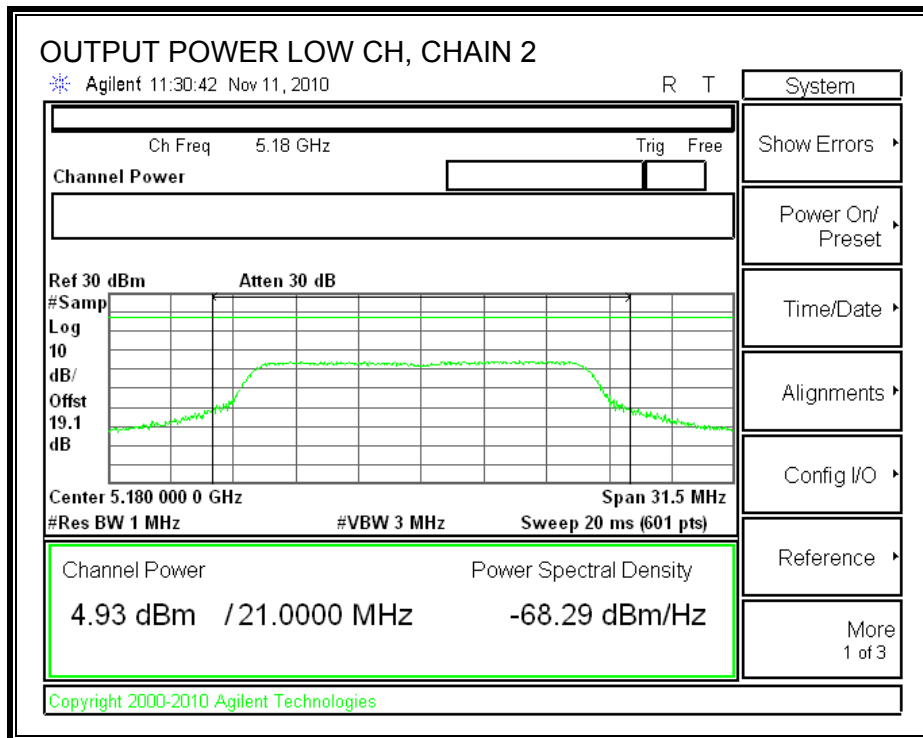 OUTPUT POWER LOW CH, CHAIN 2
Agilent 11:30:42 Nov 11, 2010 R T
Ch Freq 5.18 GHz Trig Free
Channel Power
Ref 30 dBm Atten 30 dB
#Samp
Log
10
dB/
Offst
19.1
dB
Center 5.180 000 0 GHz Span 31.5 MHz
#Res BW 1 MHz #VBW 3 MHz Sweep 20 ms (601 pts)
Channel Power Power Spectral Density
4.93 dBm / 21.0000 MHz -68.29 dBm/Hz
Copyright 2000-2010 Agilent Technologies
System
Show Errors
Power On/
Preset
Time/Date
Alignments
Config I/O
Reference
More
1 of 3